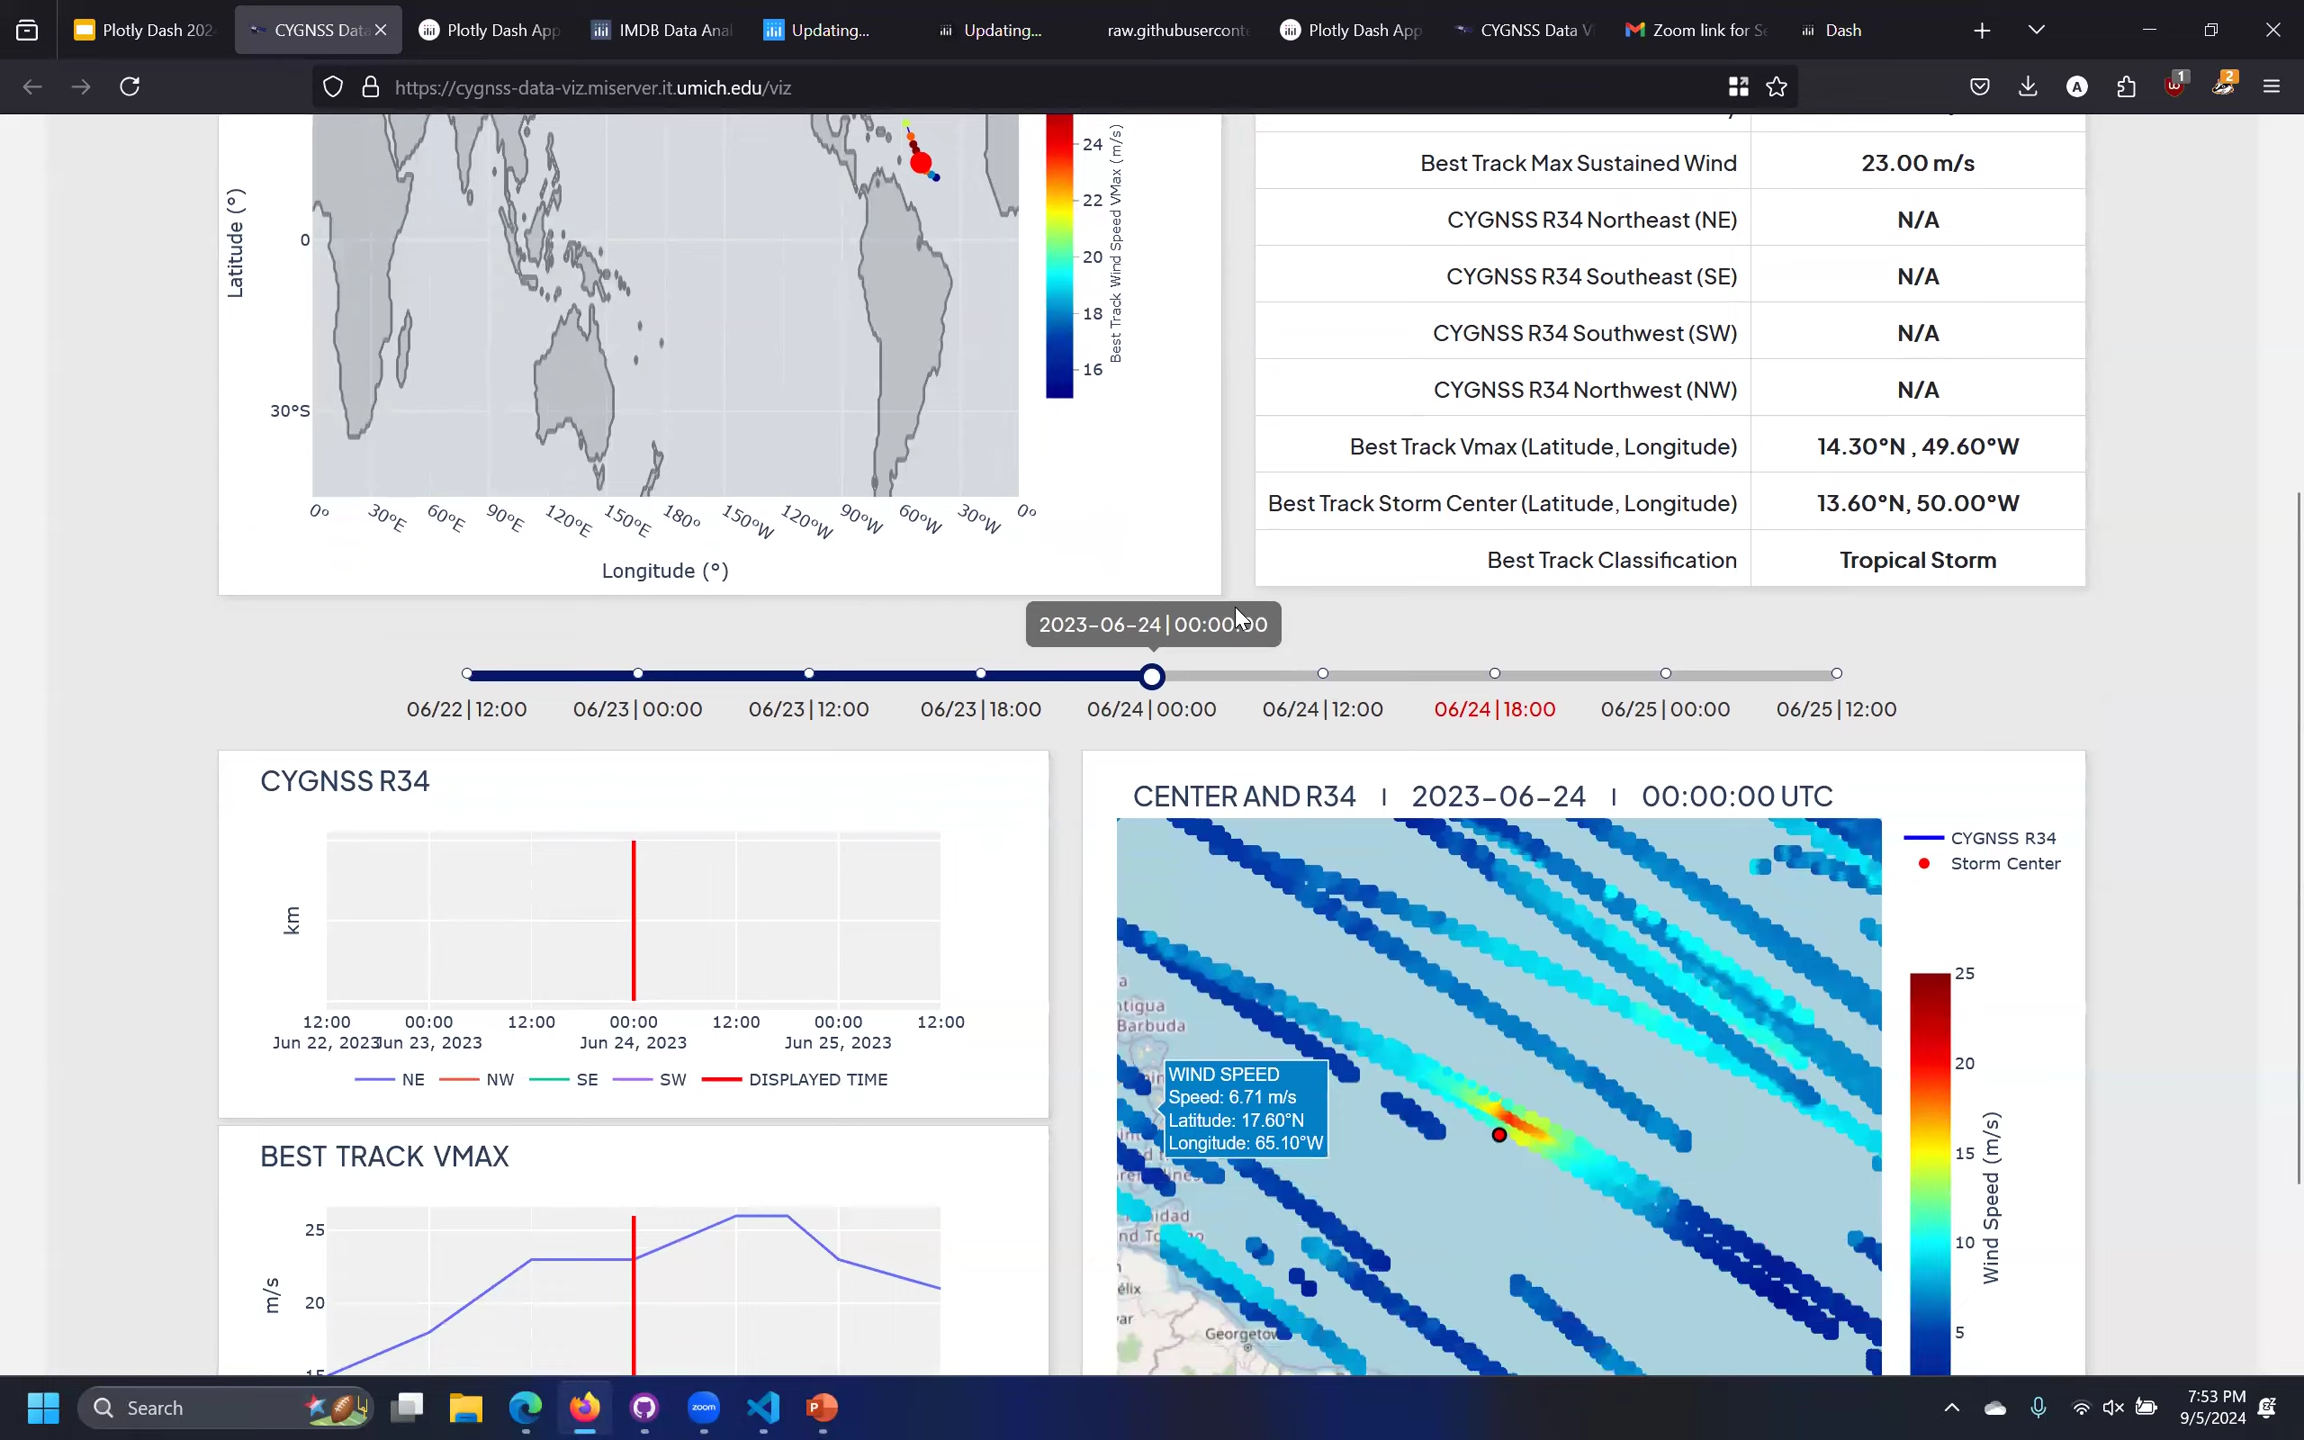 Plotly Dash 202
CYGNSS Data
Plotly Dash App
IMDB Data Anal
Updating...
Updating...
raw.githubuserconte
Plotly Dash App
CYGNSS Data Vi
Zoom link for Se
Dash
https://cygnss-data-viz.miserver.it.umich.edu/viz
1
2
Latitude (°)
0
30°S
0°
30°E
60°E
90°E
120°E
150°E
180°
150°W
120°W
90°W
60°W
30°W
0°
Longitude (°)
24
22
20
18
16
Best Track Wind Speed VMax (m/s)
Best Track Max Sustained Wind 23.00 m/s
CYGNSS R34 Northeast (NE) N/A
CYGNSS R34 Southeast (SE) N/A
CYGNSS R34 Southwest (SW) N/A
CYGNSS R34 Northwest (NW) N/A
Best Track Vmax (Latitude, Longitude) 14.30°N , 49.60°W
Best Track Storm Center (Latitude, Longitude) 13.60°N, 50.00°W
Best Track Classification Tropical Storm
2023-06-24|00:00:00
06/22|12:00
06/23|00:00
06/23|12:00
06/23|18:00
06/24|00:00
06/24|12:00
06/24|18:00
06/25|00:00
06/25|12:00
CYGNSS R34
km
12:00 00:00 12:00 00:00 12:00 00:00 12:00
Jun 22, 2023 Jun 23, 2023 Jun 24, 2023 Jun 25, 2023
NE NW SE SW DISPLAYED TIME
BEST TRACK VMAX
25
20
15
m/s
CENTER AND R34 | 2023-06-24 | 00:00:00 UTC
CYGNSS R34
Storm Center
a
ntigua
Barbuda
WIND SPEED
Speed: 6.71 m/s
Latitude: 17.60°N
Longitude: 65.10°W
élix
var
Georgetow
25
20
15
10
5
Wind Speed (m/s)
Search
zoom
7:53 PM
9/5/2024